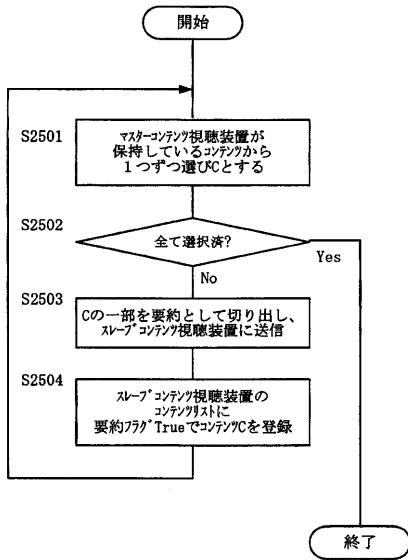 開始
S2501
マスターコンテンツ視聴装置が
保持しているコンテンツから
1つずつ選びCとする
S2502
全て選択済?
Yes
No
S2503
Cの一部を要約として切り出し、
スレーブコンテンツ視聴装置に送信
S2504
スレーブコンテンツ視聴装置の
コンテンツリストに
要約フラグTrueでコンテンツCを登録
終了